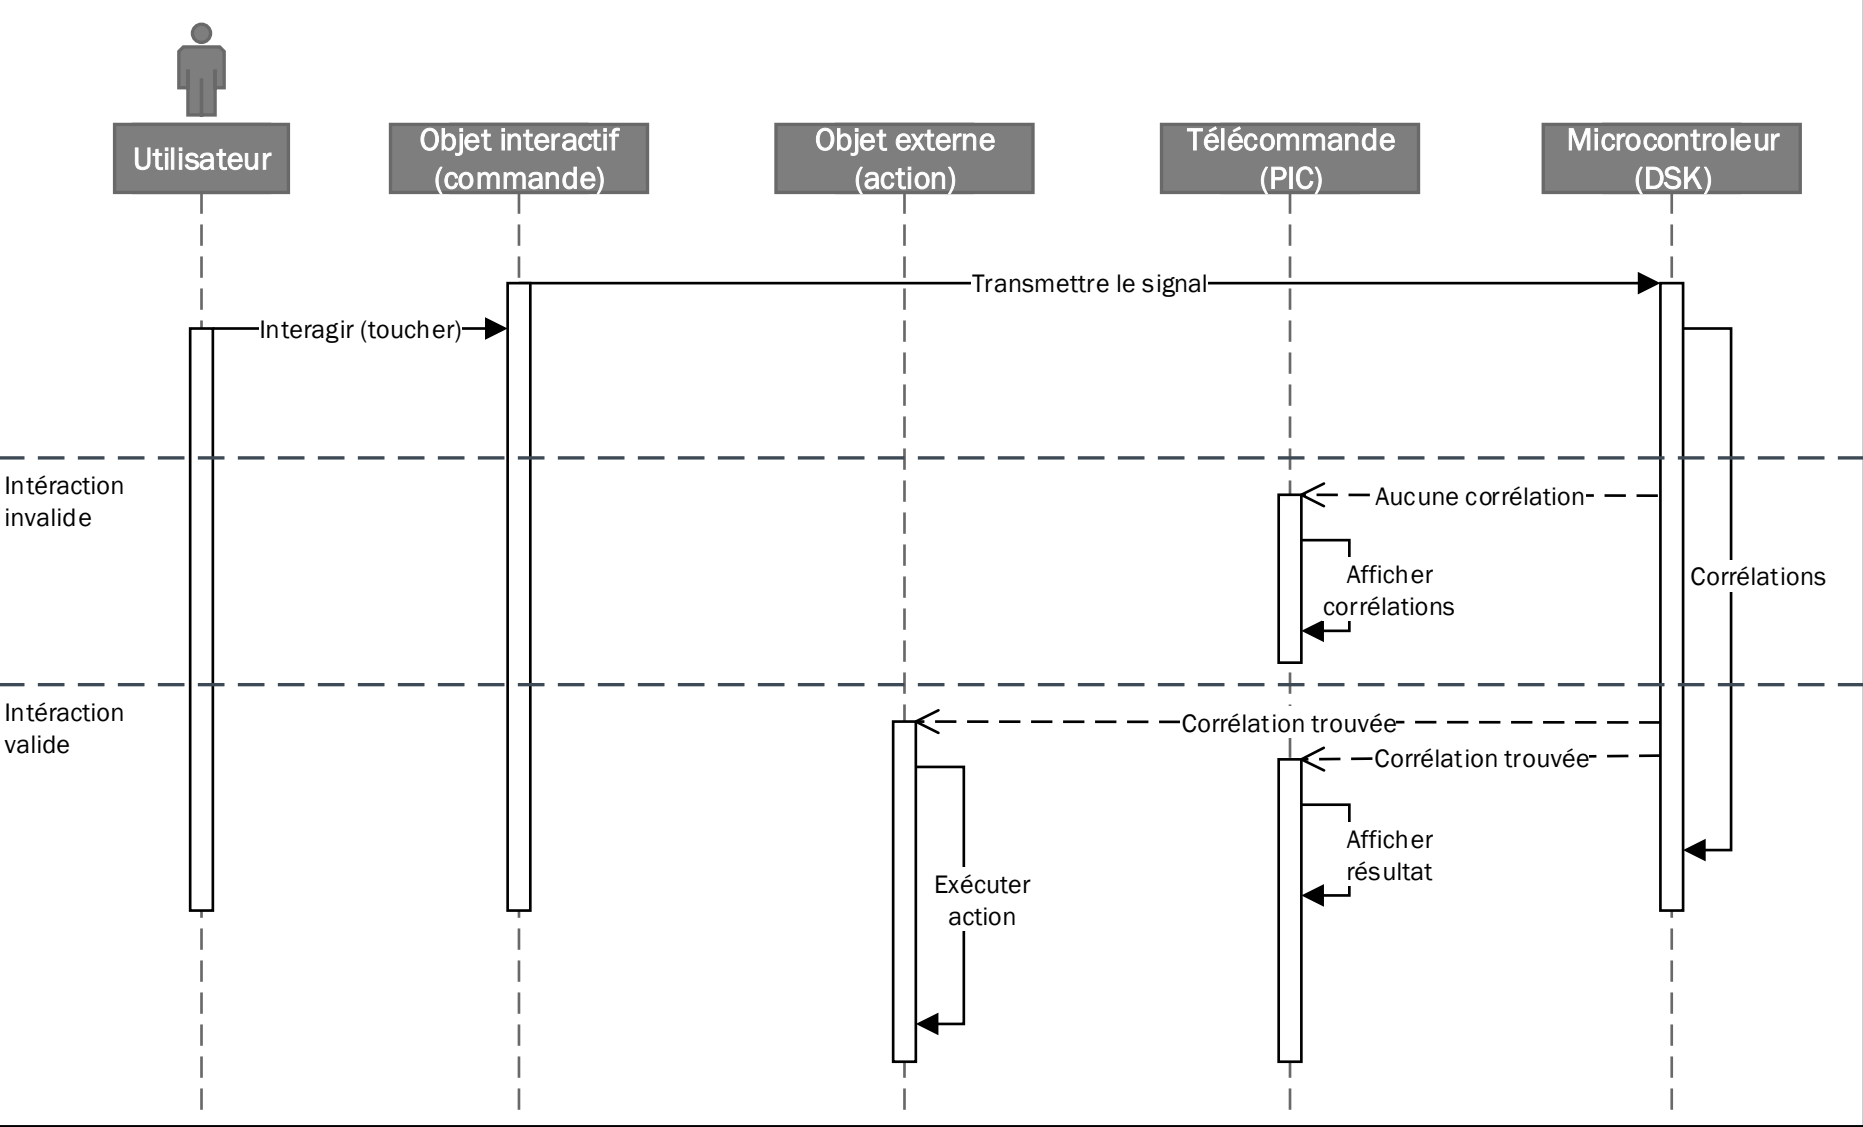 Utilisateur
Objet interactif
(commande)
Objet externe
(action)
Télécommande
(PIC)
Microcontroleur
(DSK)
Transmettre le signal
Interagir (toucher)
Intéraction
invalide
Aucune corrélation
Afficher
corrélations
Corrélations
Intéraction
valide
Corrélation trouvée
Corrélation trouvée
Afficher
résultat
Exécuter
action